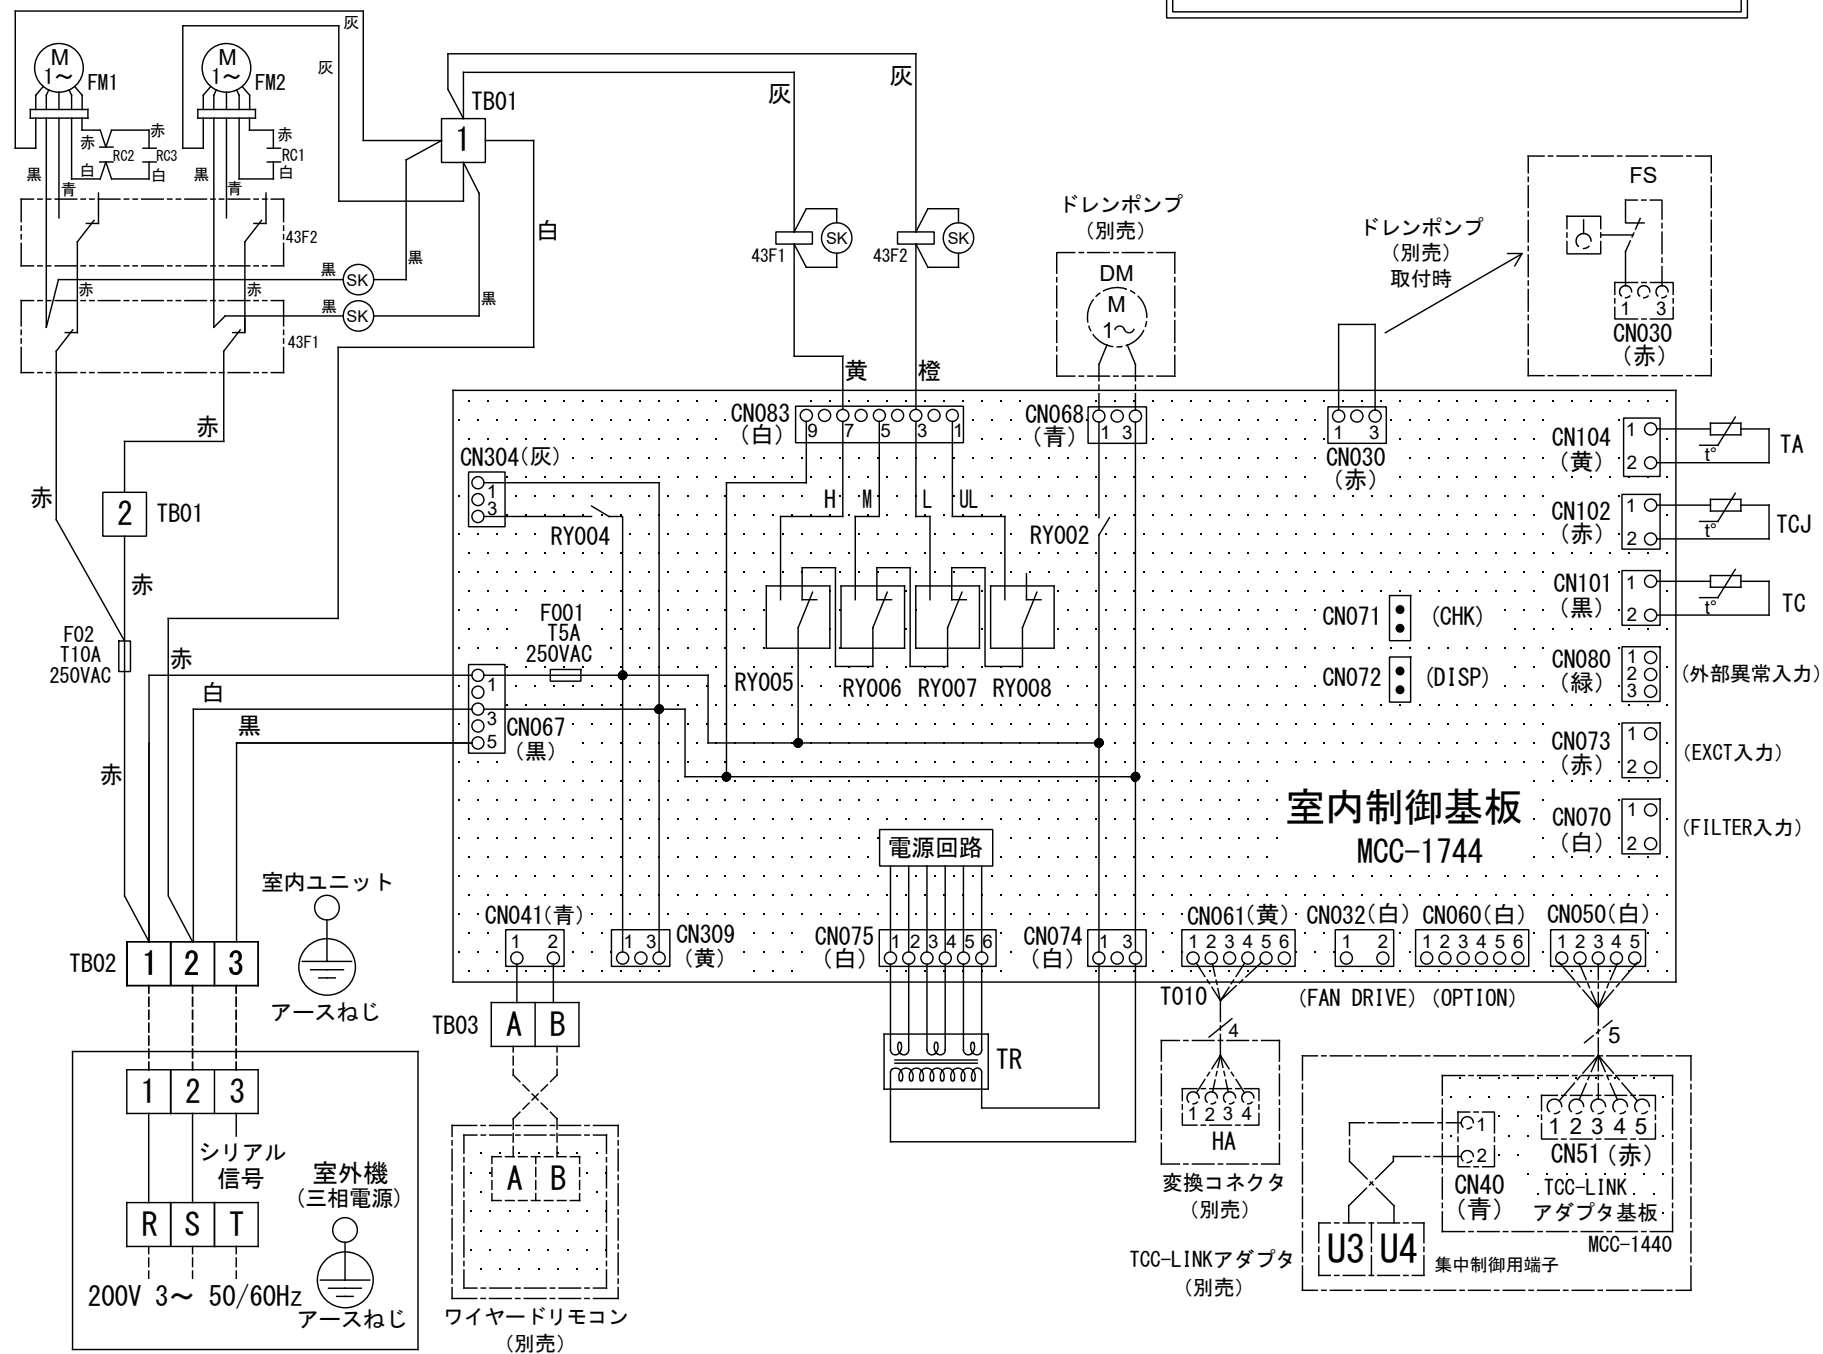 灰
灰
M
1～
FM1
M
1～
FM2
赤
RC2
白
赤
RC3
白
赤
RC1
白
黒
青
黒
青
43F2
黒
SK
黒
赤
赤
黒
SK
黒
43F1
TB01
1
白
灰
灰
43F1
SK
43F2
SK
黄
橙
ドレンポンプ
(別売)
DM
M
1～
ドレンポンプ
(別売)
取付時
FS
1 3
CN030
(赤)
赤
赤
2
TB01
赤
F02
T10A
250VAC
赤
赤
白
黒
CN083
(白)
9 7 5 3 1
CN068
(青)
1 3
1 3
CN030
(赤)
CN304(灰)
1
3
RY004
H M L UL
RY002
F001
T5A
250VAC
RY005
RY006
RY007
RY008
1
3
5
CN067
(黒)
CN071
(CHK)
CN072
(DISP)
CN104
(黄)
1
2
t°
TA
CN102
(赤)
1
2
t°
TCJ
CN101
(黒)
1
2
t°
TC
CN080
(緑)
1
2
3
(外部異常入力)
CN073
(赤)
1
2
(EXCT入力)
CN070
(白)
1
2
(FILTER入力)
室内制御基板
MCC-1744
電源回路
室内ユニット
アースねじ
TB02
1 2 3
CN041(青)
1 2
1 3
CN309
(黄)
CN075
(白)
1 2 3 4 5 6
CN074
(白)
1 3
CN061(黄)
1 2 3 4 5 6
CN032(白)
1 2
CN060(白)
1 2 3 4 5 6
CN050(白)
1 2 3 4 5
T010
(FAN DRIVE)
(OPTION)
TB03
A B
TR
4
5
1 2 3 4
HA
変換コネクタ
(別売)
1 2 3
シリアル
信号
室外機
(三相電源)
R S T
200V 3～ 50/60Hz
アースねじ
A B
ワイヤードリモコン
(別売)
1 2 3 4 5
CN51(赤)
1
2
CN40
(青)
TCC-LINK
アダプタ基板
MCC-1440
U3 U4
集中制御用端子
TCC-LINKアダプタ
(別売)